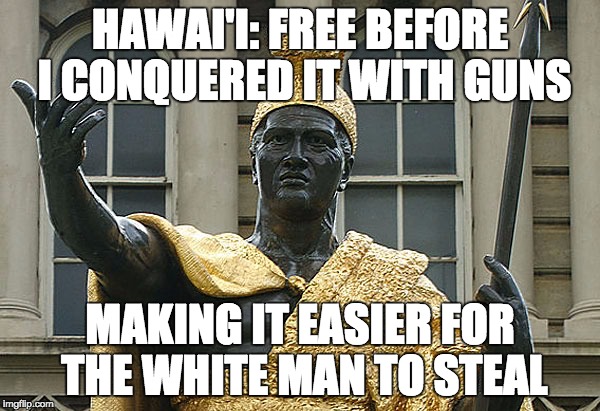 HAWAI'I: FREE BEFORE
I CONQUERED IT WITH GUNS
MAKING IT EASIER FOR
THE WHITE MAN TO STEAL
imgflip.com